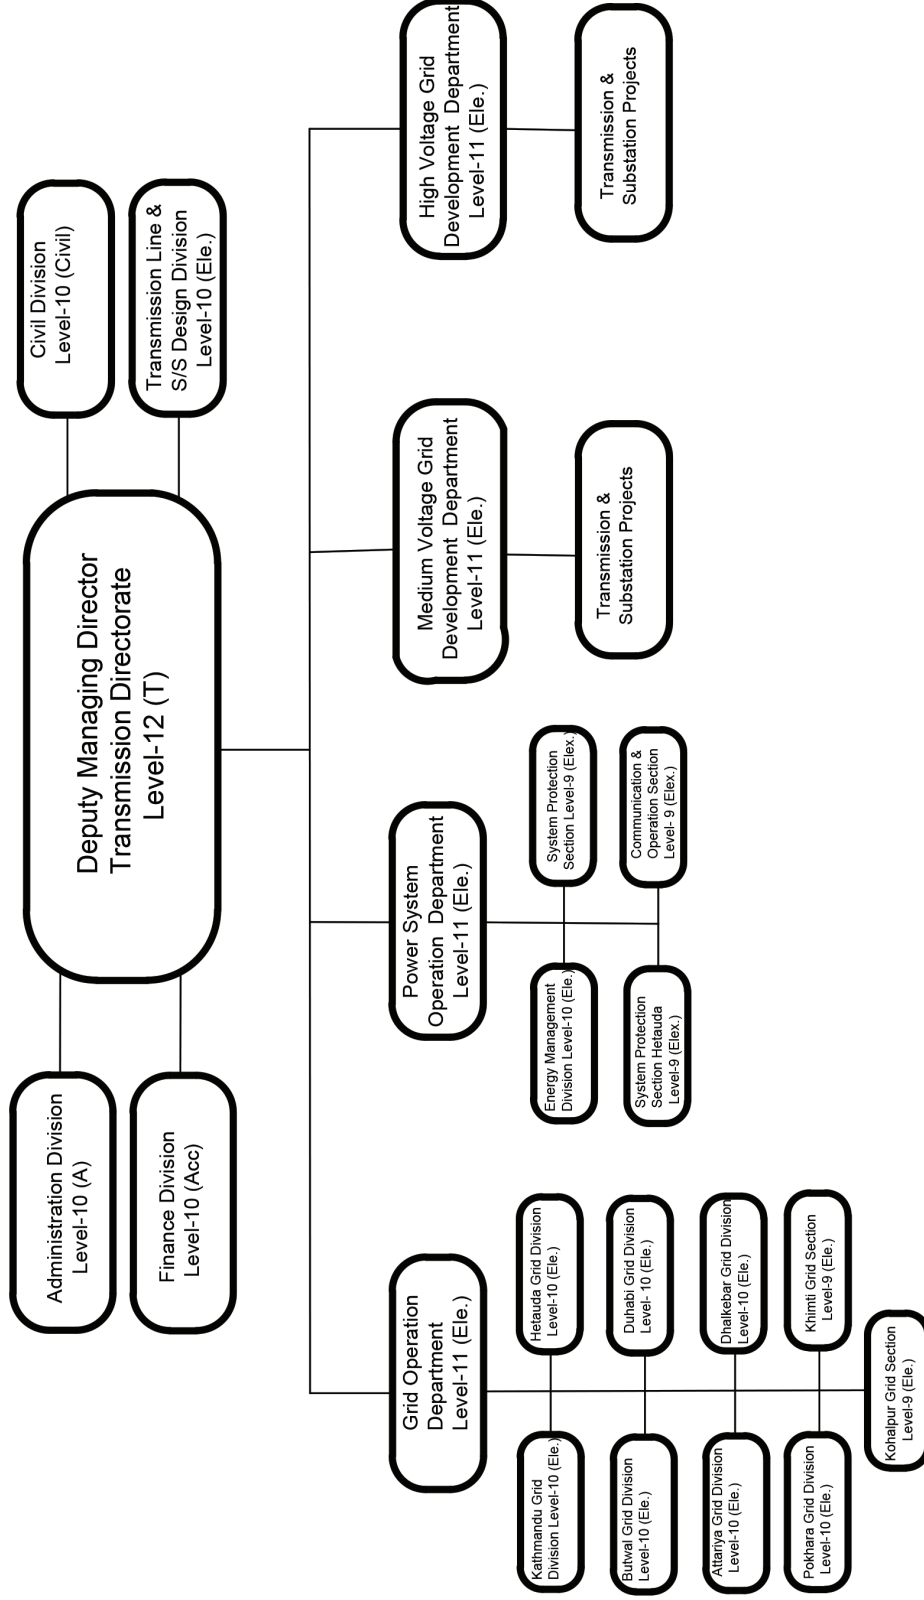 Deputy Managing Director
Transmission Directorate
Level-12 (T)
Administration Division
Level-10 (A)
Finance Division
Level-10 (Acc)
Civil Division
Level-10 (Civil)
Transmission Line &
S/S Design Division
Level-10 (Ele.)
Grid Operation
Department
Level-11 (Ele.)
Power System
Operation Department
Level-11 (Ele.)
Medium Voltage Grid
Development Department
Level-11 (Ele.)
High Voltage Grid
Development Department
Level-11 (Ele.)
Kathmandu Grid
Division Level-10 (Ele.)
Hetauda Grid Division
Level-10 (Ele.)
Butwal Grid Division
Level-10 (Ele.)
Duhabi Grid Division
Level- 10 (Ele.)
Attariya Grid Division
Level-10 (Ele.)
Dhalkebar Grid Division
Level-10 (Ele.)
Pokhara Grid Division
Level-10 (Ele.)
Khimti Grid Section
Level-9 (Ele.)
Kohalpur Grid Section
Level-9 (Ele.)
Energy Management
Division Level-10 (Ele.)
System Protection
Section Level-9 (Elex.)
System Protection
Section Hetauda
Level-9 (Elex.)
Communication &
Operation Section
Level- 9 (Elex.)
Transmission &
Substation Projects
Transmission &
Substation Projects